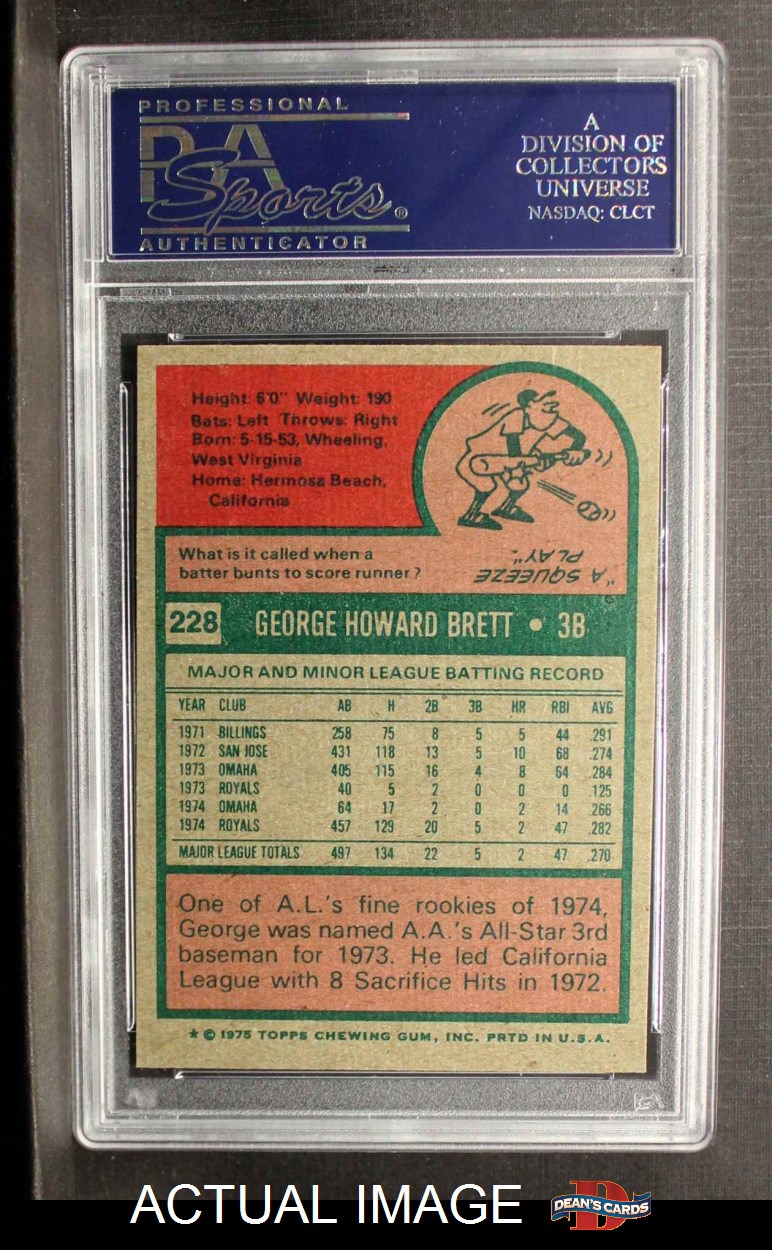 PROFESSIONAL
PSA
Sports®
AUTHENTICATOR
A
DIVISION OF
COLLECTORS
UNIVERSE
NASDAQ: CLCT
Height: 6'0" Weight: 190
Bats: Left Throws: Right
Born: 5-15-53, Wheeling,
West Virginia
Home: Hermosa Beach,
California
What is it called when a
batter bunts to score runner?
"A SQUEEZE
PLAY".
228 GEORGE HOWARD BRETT • 3B
MAJOR AND MINOR LEAGUE BATTING RECORD
YEAR CLUB AB H 2B 3B HR RBI AVG
1971 BILLINGS 258 75 8 5 5 44 .291
1972 SAN JOSE 431 118 13 5 10 68 .274
1973 OMAHA 405 115 16 4 8 64 .284
1973 ROYALS 40 5 2 0 0 0 .125
1974 OMAHA 64 17 2 0 2 14 .266
1974 ROYALS 457 129 20 5 2 47 .282
MAJOR LEAGUE TOTALS 497 134 22 5 2 47 .270
One of A.L.'s fine rookies of 1974,
George was named A.A.'s All-Star 3rd
baseman for 1973. He led California
League with 8 Sacrifice Hits in 1972.
* © 1975 TOPPS CHEWING GUM, INC. PRTD IN U.S.A.
ACTUAL IMAGE
DEAN'S CARDS